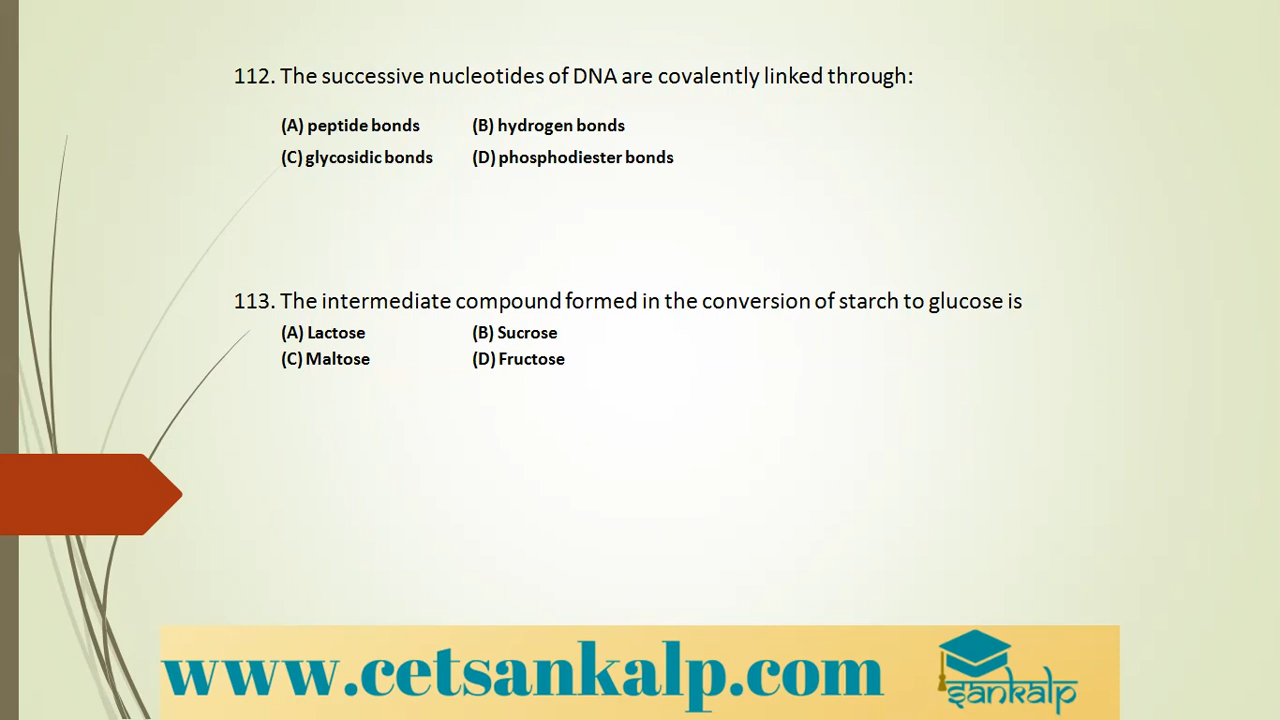 112. The successive nucleotides of DNA are covalently linked through:
(A) peptide bonds (B) hydrogen bonds
(C) glycosidic bonds (D) phosphodiester bonds
113. The intermediate compound formed in the conversion of starch to glucose is
(A) Lactose (B) Sucrose
(C) Maltose (D) Fructose
www.cetsankalp.com
sankalp